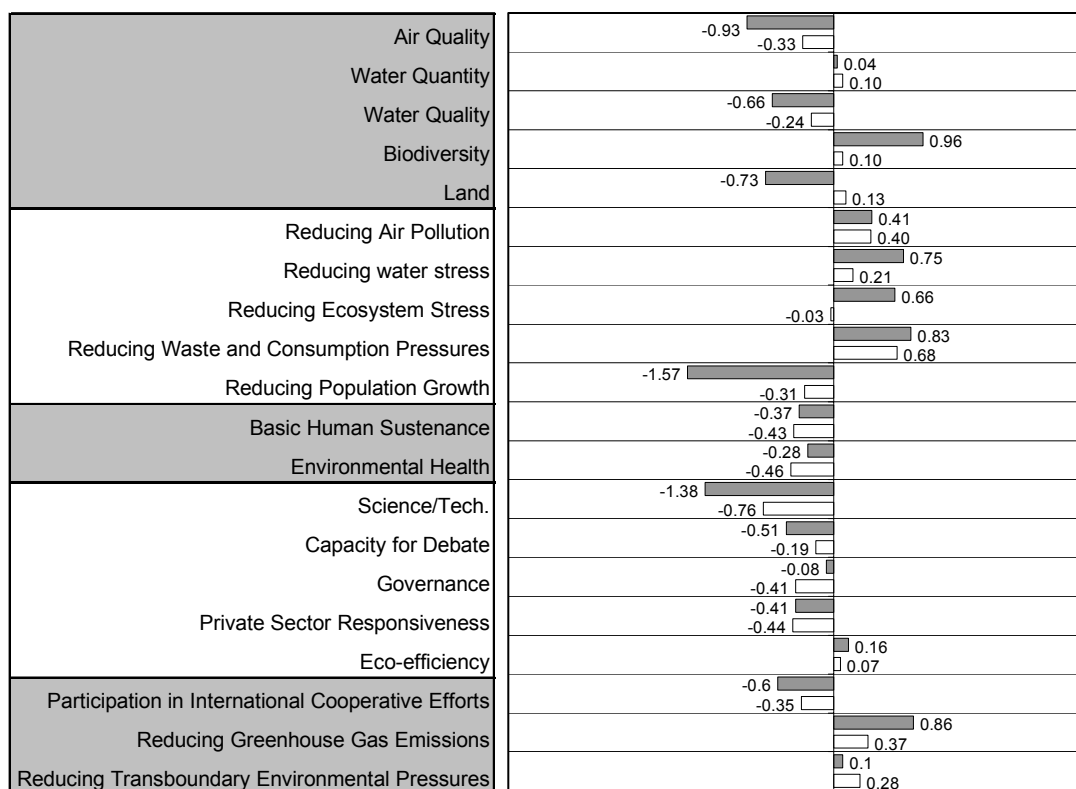 Air Quality
-0.93
-0.33
Water Quantity
0.04
0.10
Water Quality
-0.66
-0.24
Biodiversity
0.96
0.10
Land
-0.73
0.13
Reducing Air Pollution
0.41
0.40
Reducing water stress
0.75
0.21
Reducing Ecosystem Stress
0.66
-0.03
Reducing Waste and Consumption Pressures
0.83
0.68
Reducing Population Growth
-1.57
-0.31
Basic Human Sustenance
-0.37
-0.43
Environmental Health
-0.28
-0.46
Science/Tech.
-1.38
-0.76
Capacity for Debate
-0.51
-0.19
Governance
-0.08
-0.41
Private Sector Responsiveness
-0.41
-0.44
Eco-efficiency
0.16
0.07
Participation in International Cooperative Efforts
-0.6
-0.35
Reducing Greenhouse Gas Emissions
0.86
0.37
Reducing Transboundary Environmental Pressures
0.1
0.28